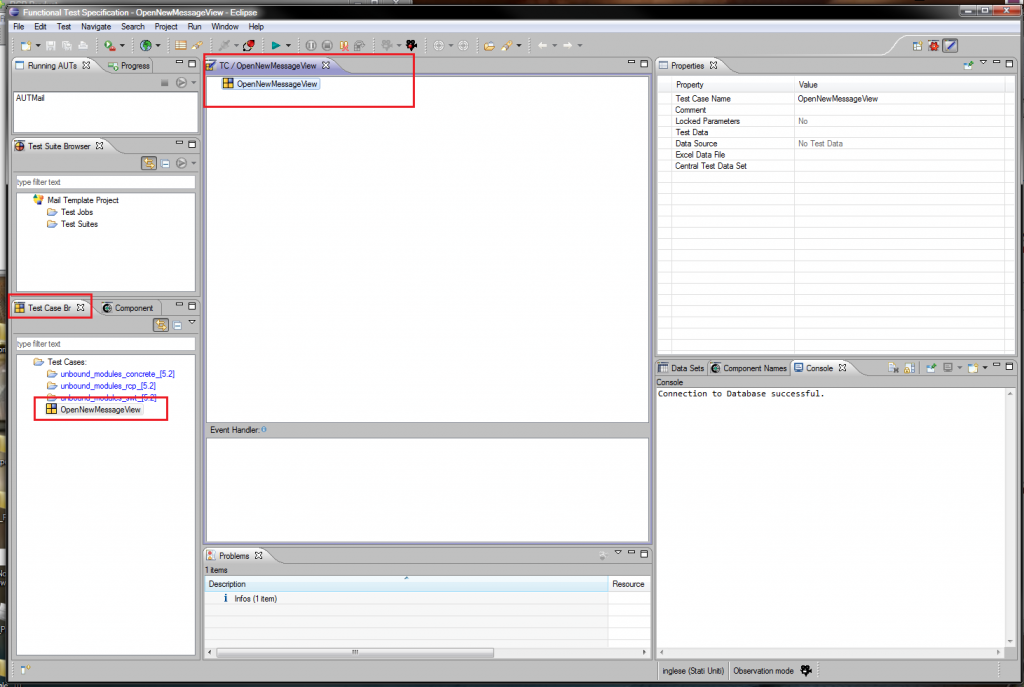 Functional Test Specification - OpenNewMessageView - Eclipse
File Edit Test Navigate Search Project Run Window Help
Running AUTs
Progress
AUTMail
Test Suite Browser
type filter text
Mail Template Project
Test Jobs
Test Suites
Test Case Br
Component
type filter text
Test Cases:
unbound_modules_concrete_[5.2]
unbound_modules_rcp_[5.2]
unbound_modules_swt_[5.2]
OpenNewMessageView
TC / OpenNewMessageView
OpenNewMessageView
Event Handler:
Problems
1 items
Description Resource
Infos (1 item)
Properties
Property Value
Test Case Name OpenNewMessageView
Comment
Locked Parameters No
Test Data
Data Source No Test Data
Excel Data File
Central Test Data Set
Data Sets
Component Names
Console
Console
Connection to Database successful.
inglese (Stati Uniti)
Observation mode